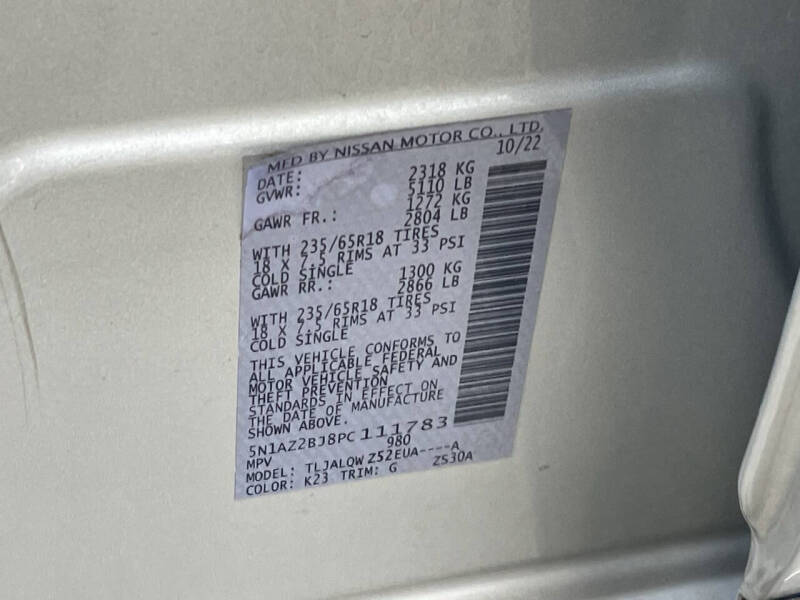 MFD BY NISSAN MOTOR CO., LTD.
DATE: 10/22
GVWR: 2318 KG
5110 LB
GAWR FR.: 1272 KG
2804 LB
WITH 235/65R18 TIRES
18 X 7.5 RIMS AT 33 PSI
COLD SINGLE
GAWR RR.: 1300 KG
2866 LB
WITH 235/65R18 TIRES
18 X 7.5 RIMS AT 33 PSI
COLD SINGLE
THIS VEHICLE CONFORMS TO
ALL APPLICABLE FEDERAL
MOTOR VEHICLE SAFETY AND
THEFT PREVENTION
STANDARDS IN EFFECT ON
THE DATE OF MANUFACTURE
SHOWN ABOVE.
5N1AZ2BJ8PC111783
MPV 980
MODEL: TLJALQW Z52EUA----A
COLOR: K23 TRIM: G ZS30A